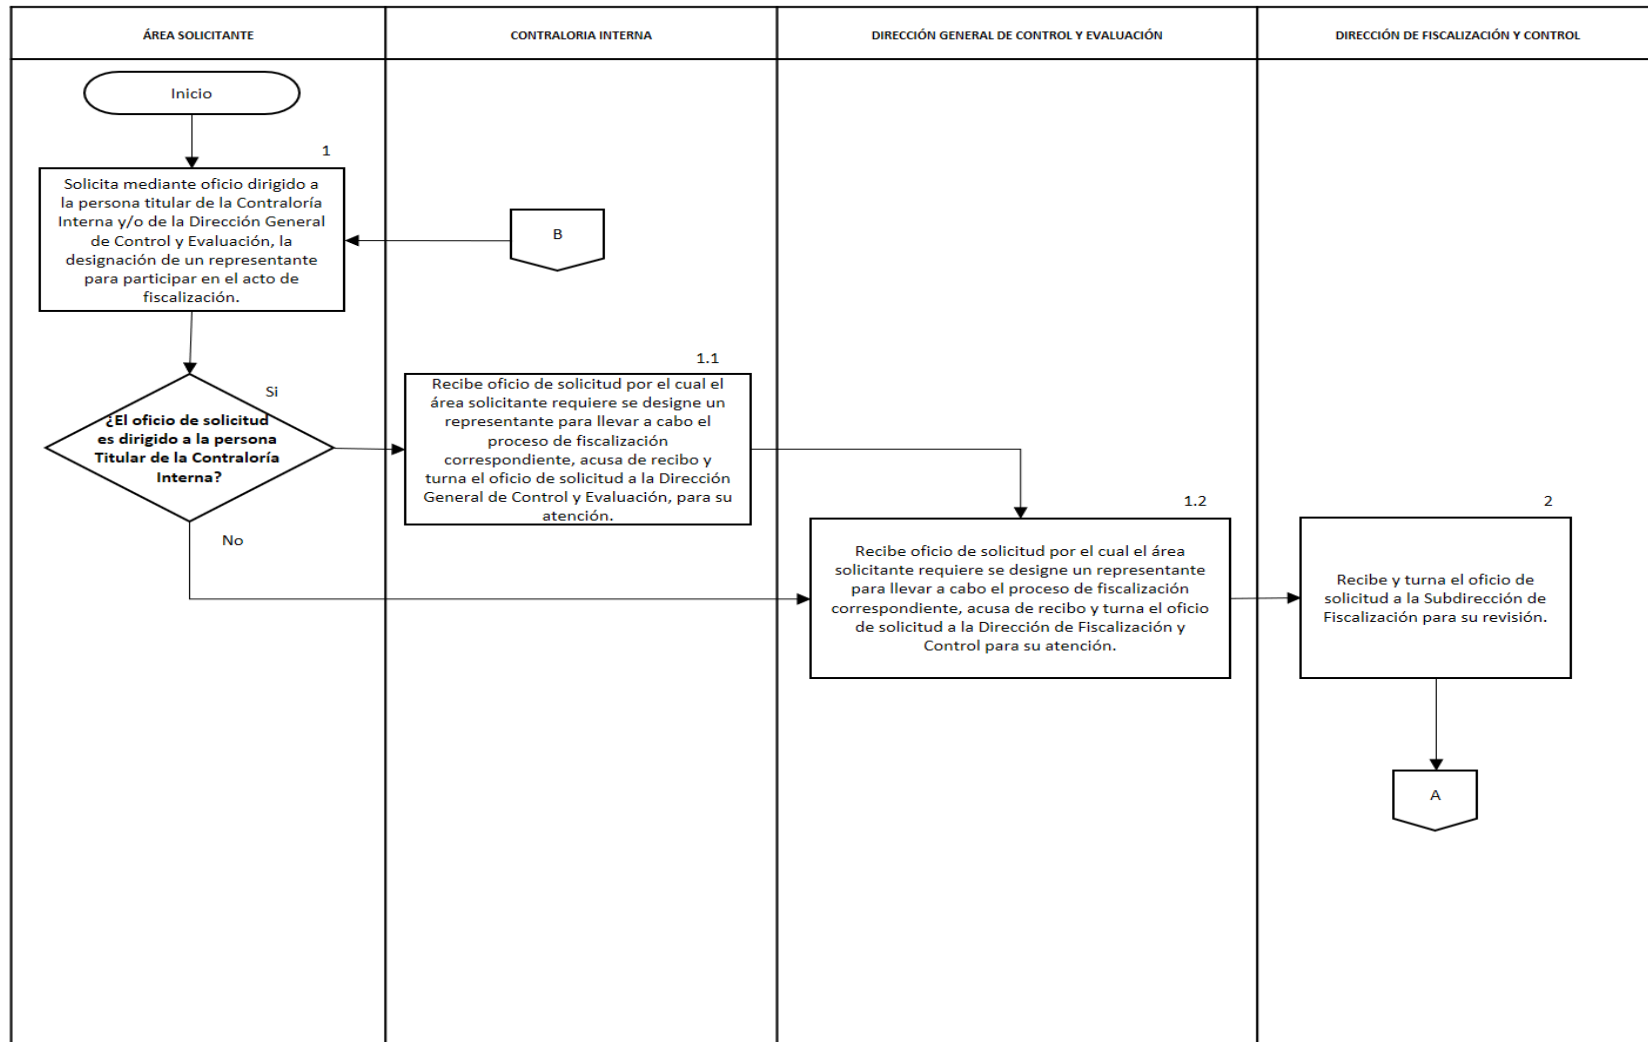 ÁREA SOLICITANTE
CONTRALORIA INTERNA
DIRECCIÓN GENERAL DE CONTROL Y EVALUACIÓN
DIRECCIÓN DE FISCALIZACIÓN Y CONTROL
Inicio
1
Solicita mediante oficio dirigido a
la persona titular de la Contraloría
Interna y/o de la Dirección General
de Control y Evaluación, la
designación de un representante
para participar en el acto de
fiscalización.
B
Si
¿El oficio de solicitud
es dirigido a la persona
Titular de la Contraloría
Interna?
No
1.1
Recibe oficio de solicitud por el cual el
área solicitante requiere se designe un
representante para llevar a cabo el
proceso de fiscalización
correspondiente, acusa de recibo y
turna el oficio de solicitud a la Dirección
General de Control y Evaluación, para su
atención.
1.2
Recibe oficio de solicitud por el cual el área
solicitante requiere se designe un representante
para llevar a cabo el proceso de fiscalización
correspondiente, acusa de recibo y turna el oficio
de solicitud a la Dirección de Fiscalización y
Control para su atención.
2
Recibe y turna el oficio de
solicitud a la Subdirección de
Fiscalización para su revisión.
A